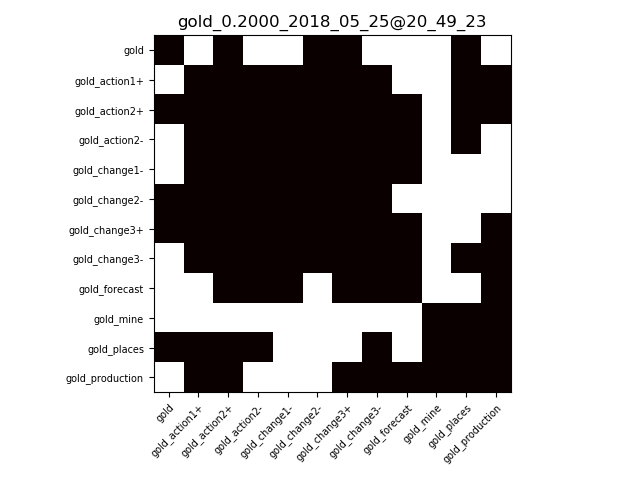 gold_0.2000_2018_05_25@20_49_23
gold
gold_action1+
gold_action2+
gold_action2-
gold_change1-
gold_change2-
gold_change3+
gold_change3-
gold_forecast
gold_mine
gold_places
gold_production
gold
gold_action1+
gold_action2+
gold_action2-
gold_change1-
gold_change2-
gold_change3+
gold_change3-
gold_forecast
gold_mine
gold_places
gold_production